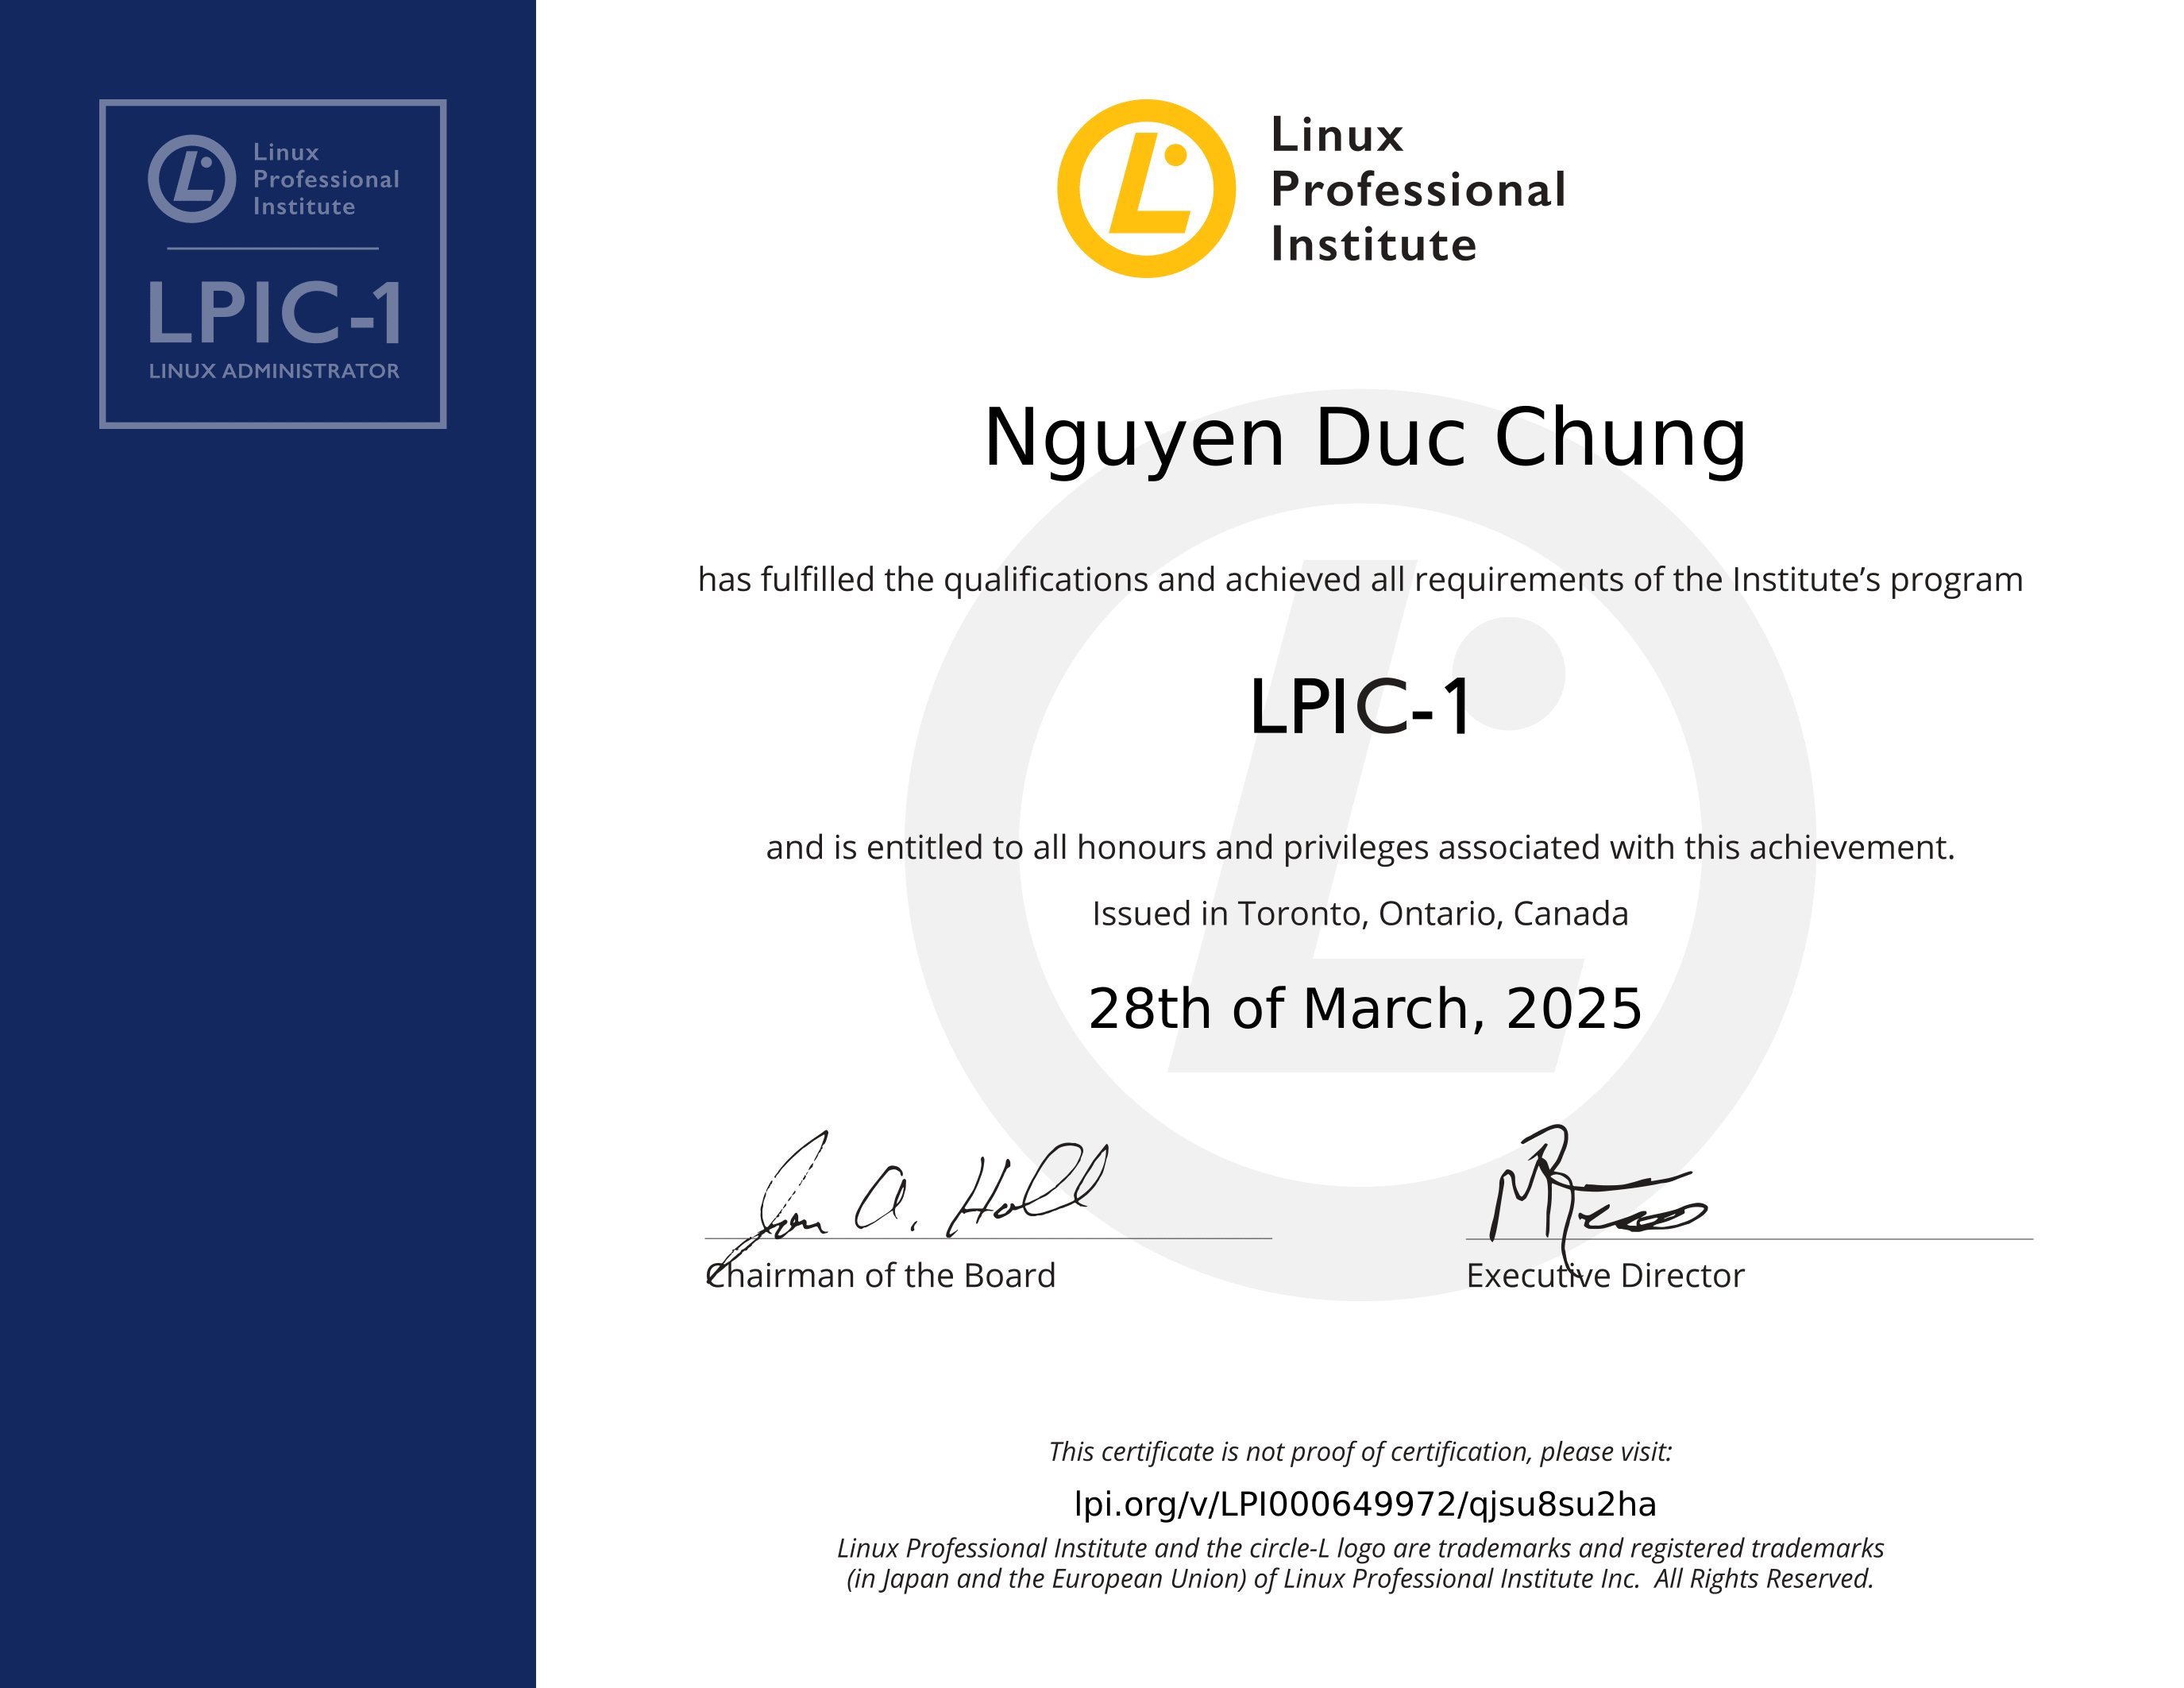 Linux
Professional
Institute
LPIC-1
LINUX ADMINISTRATOR
Linux
Professional
Institute
Nguyen Duc Chung
has fulfilled the qualifications and achieved all requirements of the Institute’s program
LPIC-1
and is entitled to all honours and privileges associated with this achievement.
Issued in Toronto, Ontario, Canada
28th of March, 2025
Jon A. Hall
Chairman of the Board
Executive Director
This certificate is not proof of certification, please visit:
lpi.org/v/LPI000649972/qjsu8su2ha
Linux Professional Institute and the circle-L logo are trademarks and registered trademarks
(in Japan and the European Union) of Linux Professional Institute Inc.  All Rights Reserved.